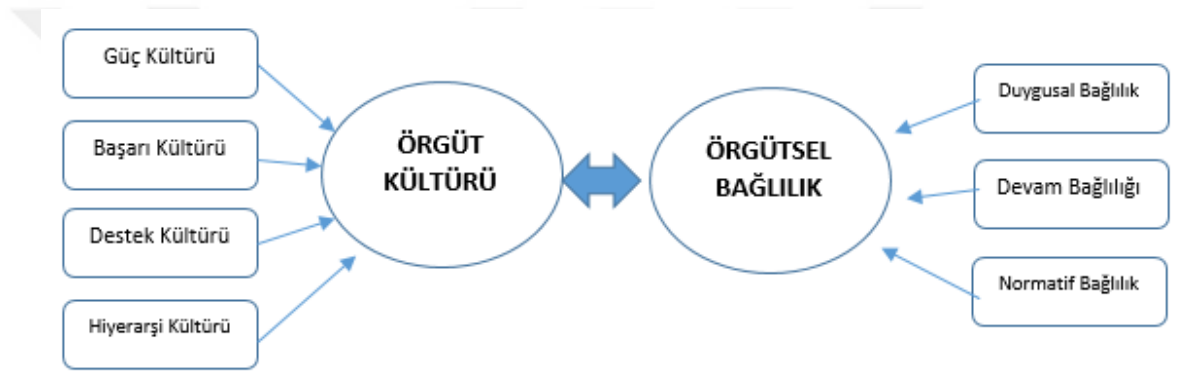 Güç Kültürü
Başarı Kültürü
Destek Kültürü
Hiyerarşi Kültürü
ÖRGÜT
KÜLTÜRÜ
ÖRGÜTSEL
BAĞLILIK
Duygusal Bağlılık
Devam Bağlılığı
Normatif Bağlılık